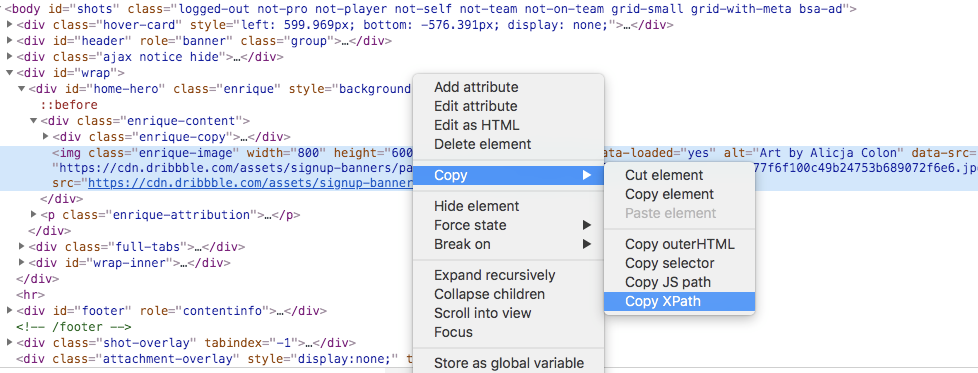 <body id="shots" class="logged-out not-pro not-player not-self not-team not-on-team grid-small grid-with-meta bsa-ad">
<div class="hover-card" style="left: 599.969px; bottom: -576.391px; display: none;">…</div>
<div id="header" role="banner" class="group">…</div>
<div class="ajax notice hide">…</div>
<div id="wrap">
<div id="home-hero" class="enrique" style="background
::before
<div class="enrique-content">
<div class="enrique-copy">…</div>
<img class="enrique-image" width="800" height="600 ata-loaded="yes" alt="Art by Alicja Colon" data-src=
"https://cdn.dribbble.com/assets/signup-banners/pa 77f6f100c49b24753b689072f6e6.jpe
src="https://cdn.dribbble.com/assets/signup-banner
</div>
<p class="enrique-attribution">…</p>
</div>
<div class="full-tabs">…</div>
<div id="wrap-inner">…</div>
</div>
<hr>
<div id="footer" role="contentinfo">…</div>
<!-- /footer -->
<div class="shot-overlay" tabindex="-1">…</div>
<div class="attachment-overlay" style="display:none;" t
Add attribute
Edit attribute
Edit as HTML
Delete element
Copy
Hide element
Force state
Break on
Expand recursively
Collapse children
Scroll into view
Focus
Store as global variable
Cut element
Copy element
Paste element
Copy outerHTML
Copy selector
Copy JS path
Copy XPath